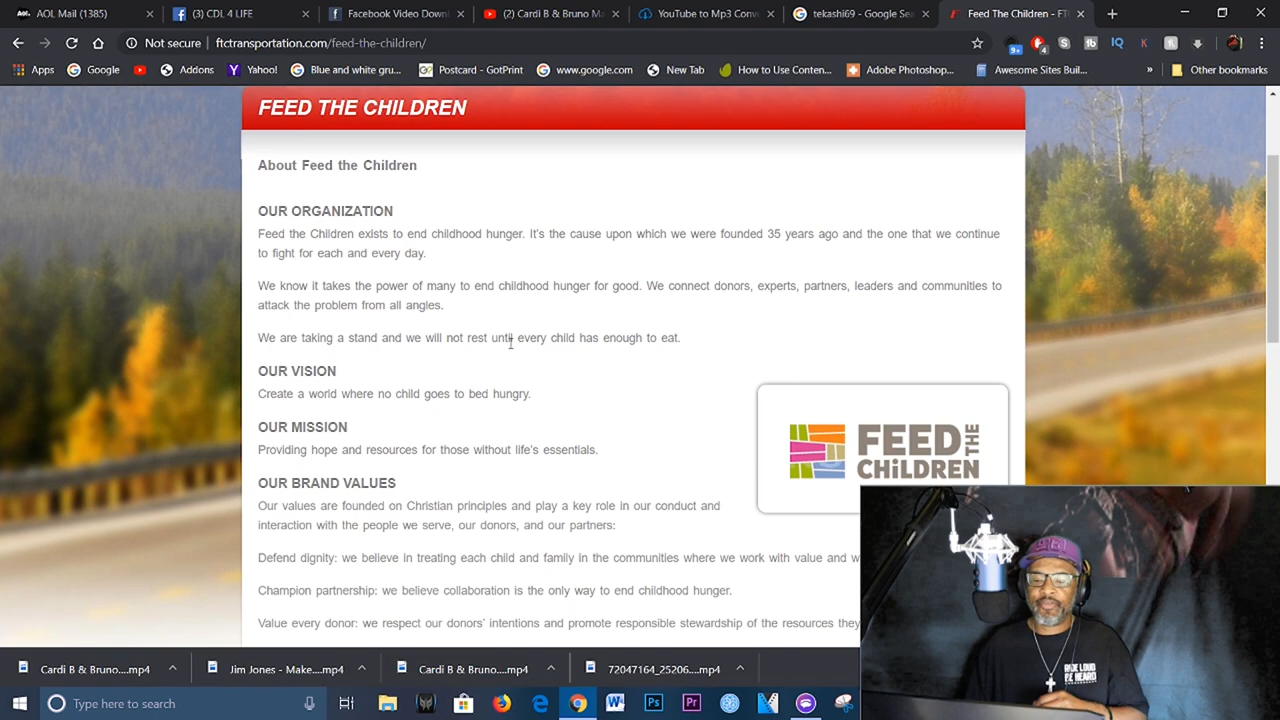 AOL Mail (1385)
(3) CDL 4 LIFE
Facebook Video Downl
(2) Cardi B & Bruno Ma
YouTube to Mp3 Conv
tekashi69 - Google Sea
Feed The Children - FT
Not secure
ftctransportation.com/feed-the-children/
Apps
Google
Addons
Yahoo!
Blue and white gru...
Postcard - GotPrint
www.google.com
New Tab
How to Use Conten...
Adobe Photoshop...
Awesome Sites Buil...
»
Other bookmarks
FEED THE CHILDREN
About Feed the Children
OUR ORGANIZATION
Feed the Children exists to end childhood hunger. It's the cause upon which we were founded 35 years ago and the one that we continue
to fight for each and every day.
We know it takes the power of many to end childhood hunger for good. We connect donors, experts, partners, leaders and communities to
attack the problem from all angles.
We are taking a stand and we will not rest until every child has enough to eat.
OUR VISION
Create a world where no child goes to bed hungry.
OUR MISSION
Providing hope and resources for those without life's essentials.
FEED THE
CHiLDREN
OUR BRAND VALUES
Our values are founded on Christian principles and play a key role in our conduct and
interaction with the people we serve, our donors, and our partners:
Defend dignity: we believe in treating each child and family in the communities where we work with value and w
Champion partnership: we believe collaboration is the only way to end childhood hunger.
Value every donor: we respect our donors' intentions and promote responsible stewardship of the resources they
RIDE LOUD
BE HEARD
Cardi B & Bruno....mp4
Jim Jones - Make....mp4
Cardi B & Bruno....mp4
72047164_25206....mp4
Type here to search